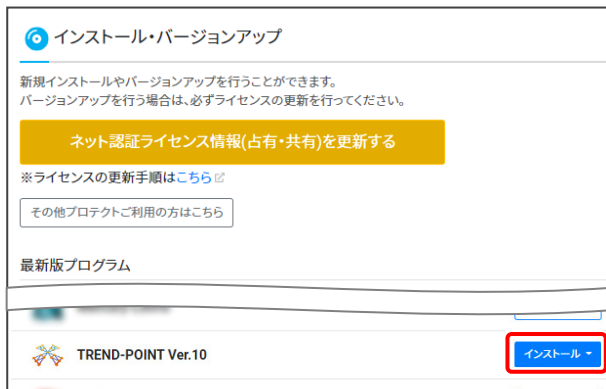 インストール・バージョンアップ
新規インストールやバージョンアップを行うことができます。
バージョンアップを行う場合は、必ずライセンスの更新を行ってください。
ネット認証ライセンス情報(占有・共有)を更新する
※ライセンスの更新手順はこちら
その他プロテクトご利用の方はこちら
最新版プログラム
TREND-POINT Ver.10
インストール